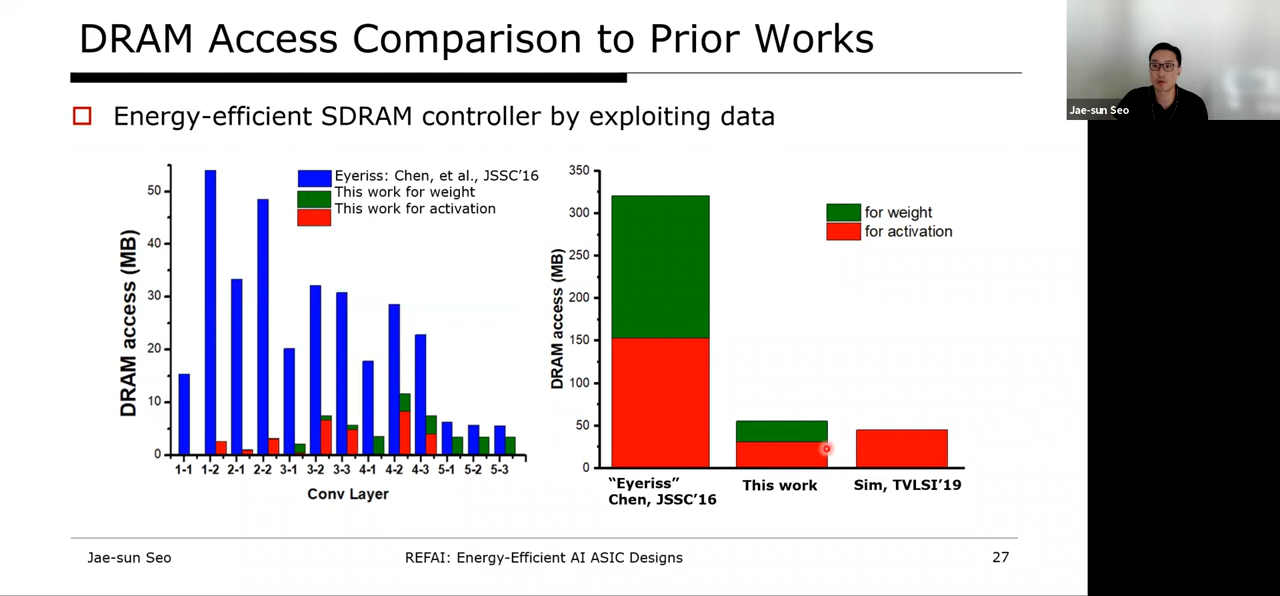 DRAM Access Comparison to Prior Works
Jae-sun Seo
Energy-efficient SDRAM controller by exploiting data
DRAM access (MB)
50
40
30
20
10
0
Eyeriss: Chen, et al., JSSC'16
This work for weight
This work for activation
1-1 1-2 2-1 2-2 3-1 3-2 3-3 4-1 4-2 4-3 5-1 5-2 5-3
Conv Layer
DRAM access (MB)
350
300
250
200
150
100
50
0
for weight
for activation
"Eyeriss"
Chen, JSSC'16
This work
Sim, TVLSI'19
Jae-sun Seo
REFAI: Energy-Efficient AI ASIC Designs
27